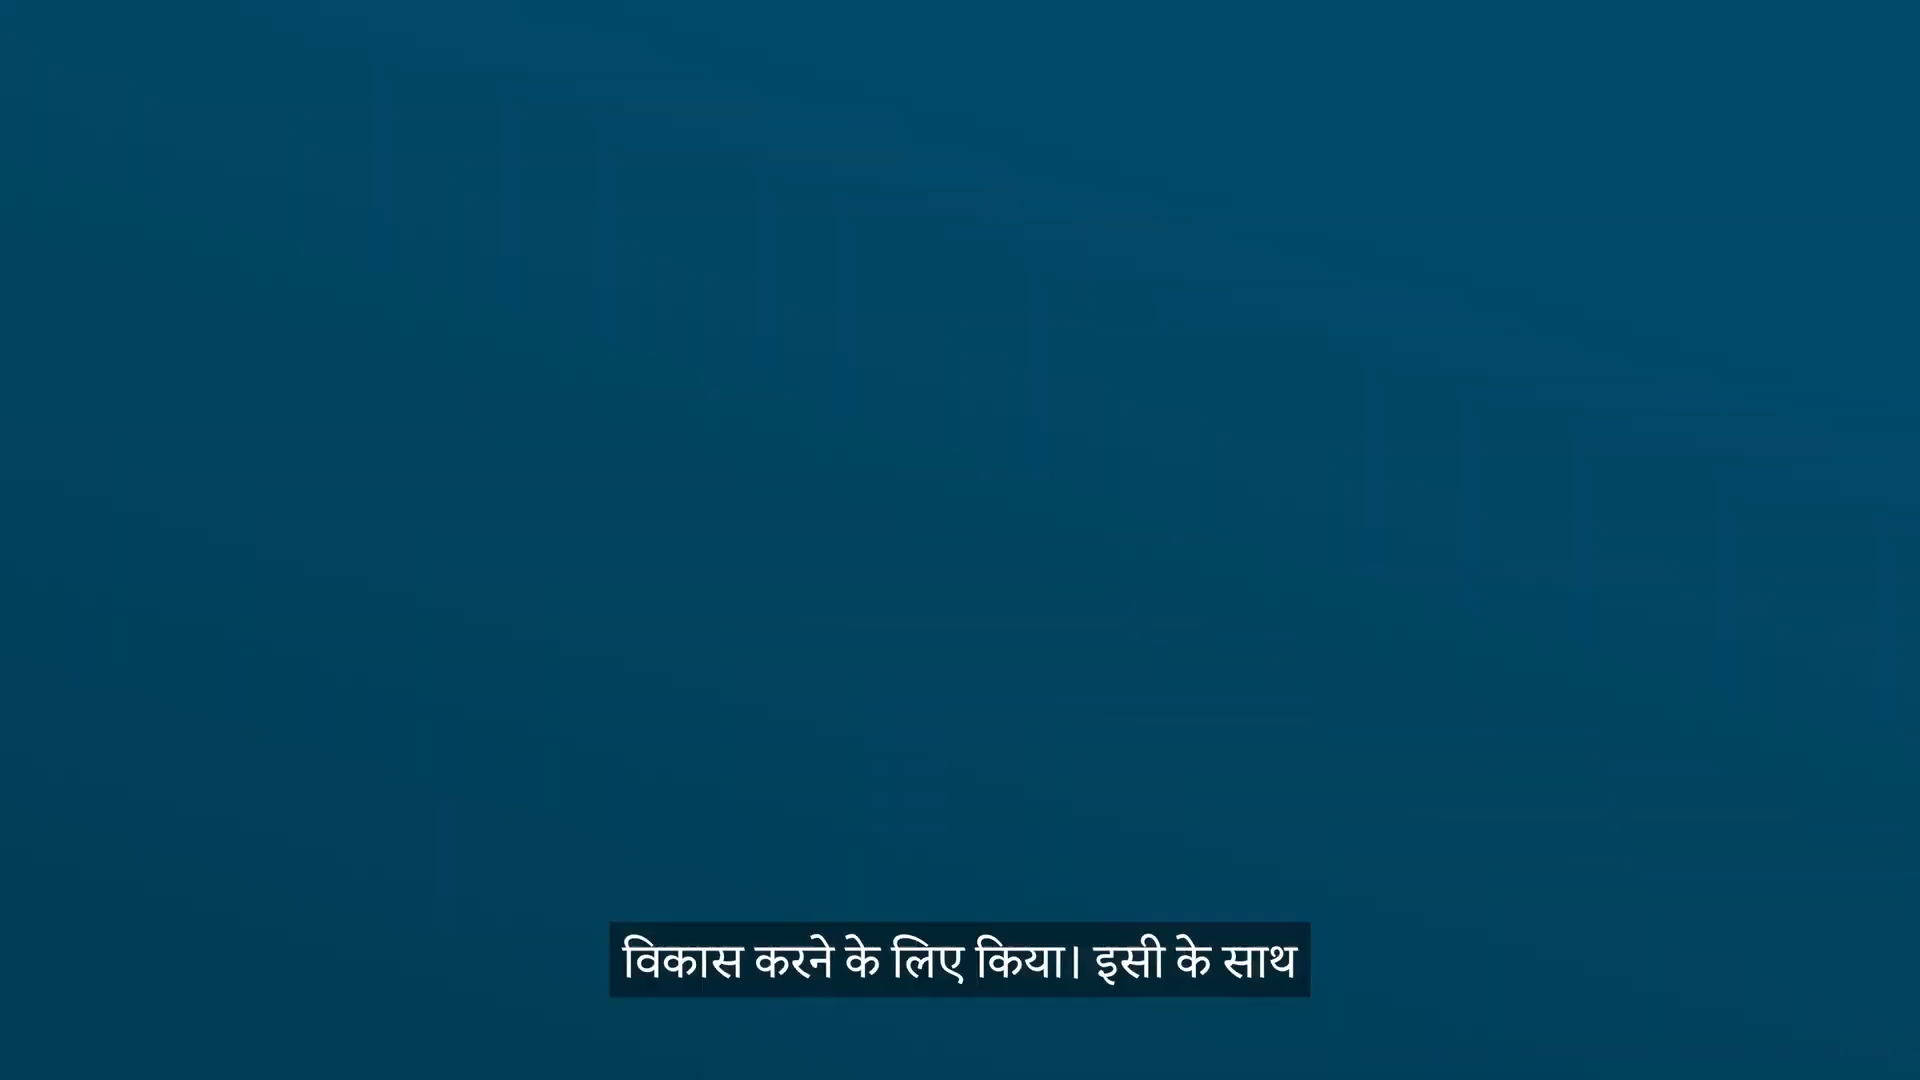 विकास करने के लिए किया। इसी के साथ